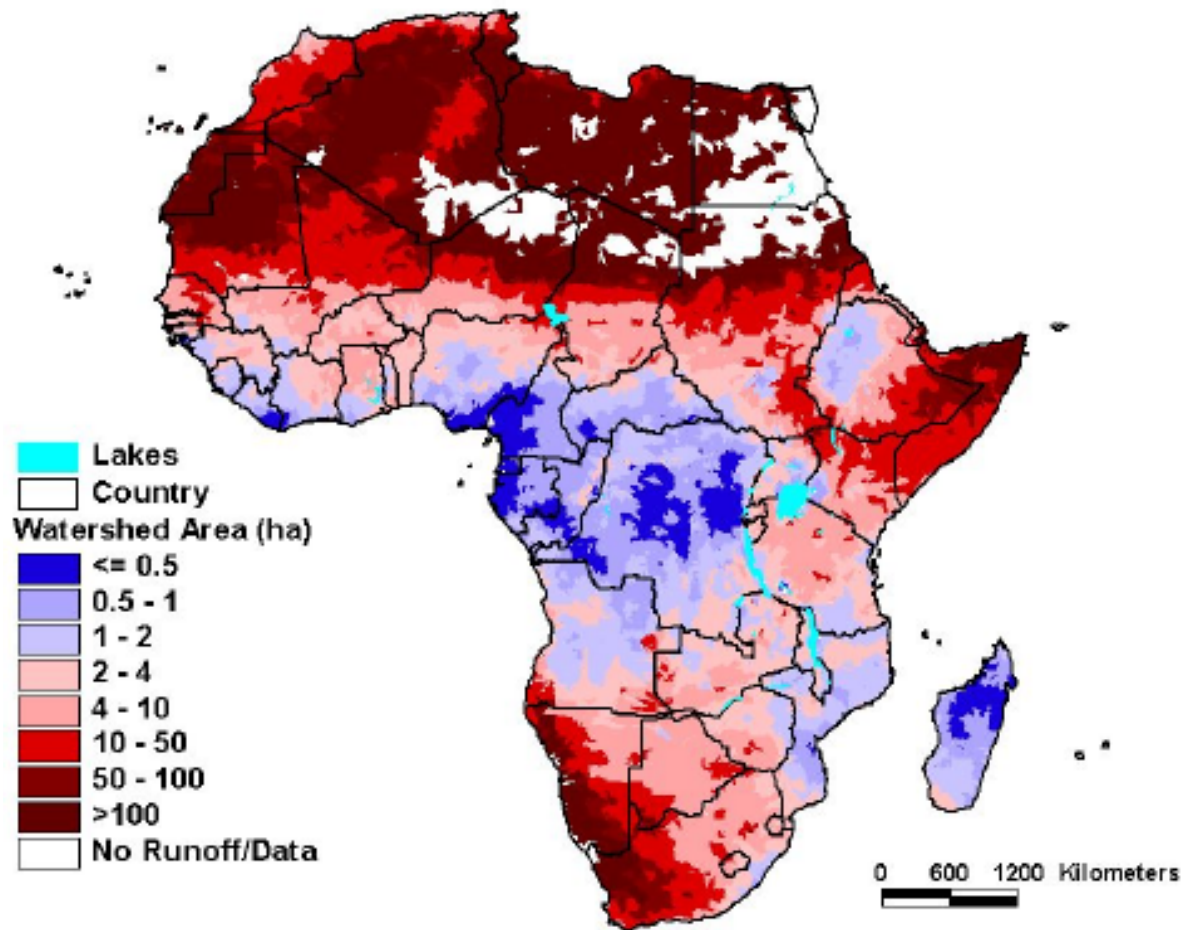 Lakes
Country
Watershed Area (ha)
<= 0.5
0.5 - 1
1 - 2
2 - 4
4 - 10
10 - 50
50 - 100
>100
No Runoff/Data
0 600 1200 Kilometers